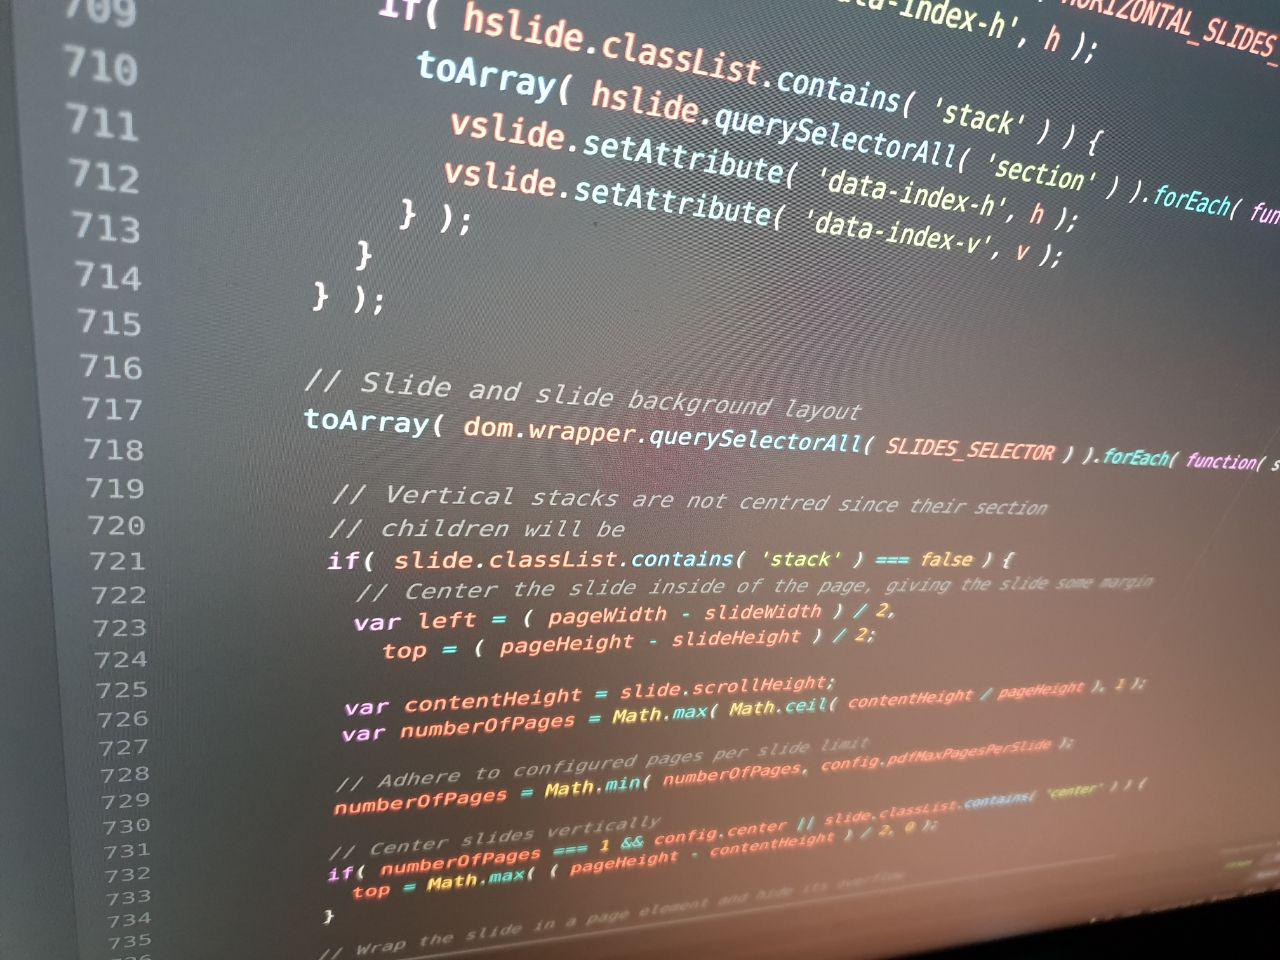 HORIZONTAL_SLIDES_
data-index-h', h );
709 if( hslide.classList.contains( 'stack' ) ) {
710 toArray( hslide.querySelectorAll( 'section' ) ).forEach( fun
711 vslide.setAttribute( 'data-index-h', h );
712 vslide.setAttribute( 'data-index-v', v );
713 } );
714 }
715 } );
716
717 // Slide and slide background layout
718 toArray( dom.wrapper.querySelectorAll( SLIDES_SELECTOR ) ).forEach( function( s
719
720 // Vertical stacks are not centred since their section
721 // children will be
722 if( slide.classList.contains( 'stack' ) === false ) {
723 // Center the slide inside of the page, giving the slide some margin
724 var left = ( pageWidth - slideWidth ) / 2,
725 top = ( pageHeight - slideHeight ) / 2;
726
727 var contentHeight = slide.scrollHeight;
728 var numberOfPages = Math.max( Math.ceil( contentHeight / pageHeight ), 1 );
729
730 // Adhere to configured pages per slide limit
731 numberOfPages = Math.min( numberOfPages, config.pdfMaxPagesPerSlide );
732
733 // Center slides vertically
734 if( numberOfPages === 1 && config.center || slide.classList.contains( 'center' ) ) {
735 top = Math.max( ( pageHeight - contentHeight ) / 2, 0 );
}
// Wrap the slide in a page element and hide its overflow